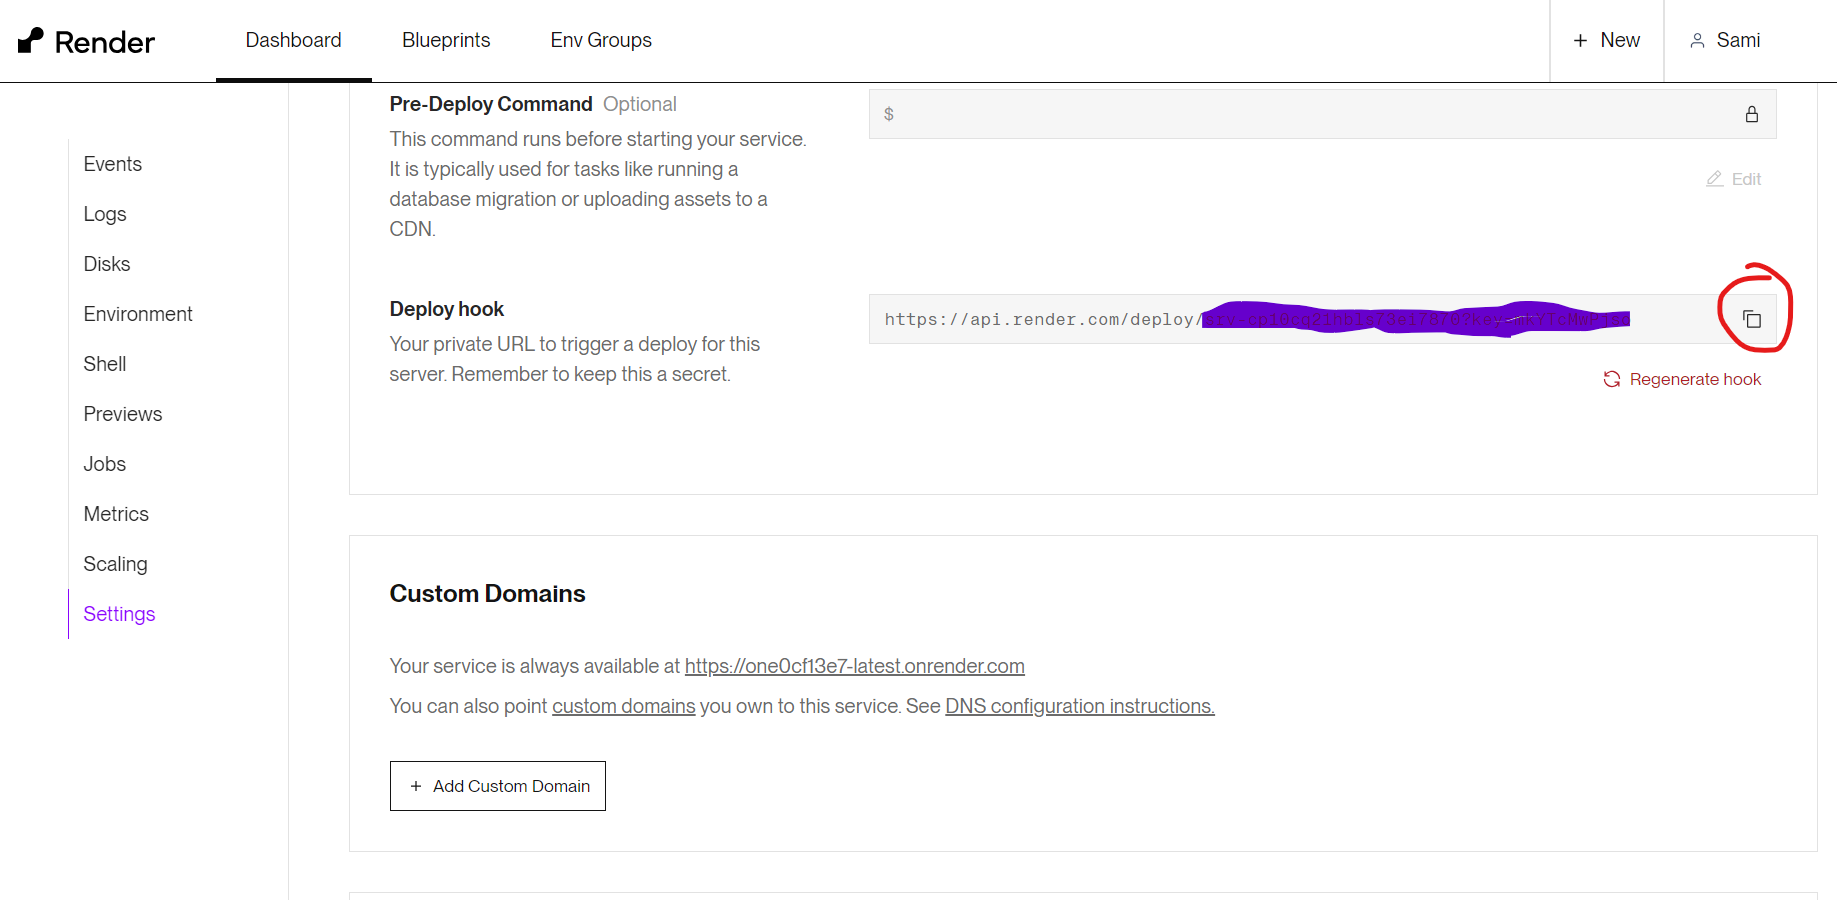 Render
Dashboard
Blueprints
Env Groups
+ New
Sami
Events
Logs
Disks
Environment
Shell
Previews
Jobs
Metrics
Scaling
Settings
Pre-Deploy Command Optional
This command runs before starting your service.
It is typically used for tasks like running a
database migration or uploading assets to a
CDN.
$
Edit
Deploy hook
Your private URL to trigger a deploy for this
server. Remember to keep this a secret.
https://api.render.com/deploy/
Regenerate hook
Custom Domains
Your service is always available at https://one0cf13e7-latest.onrender.com
You can also point custom domains you own to this service. See DNS configuration instructions.
+ Add Custom Domain